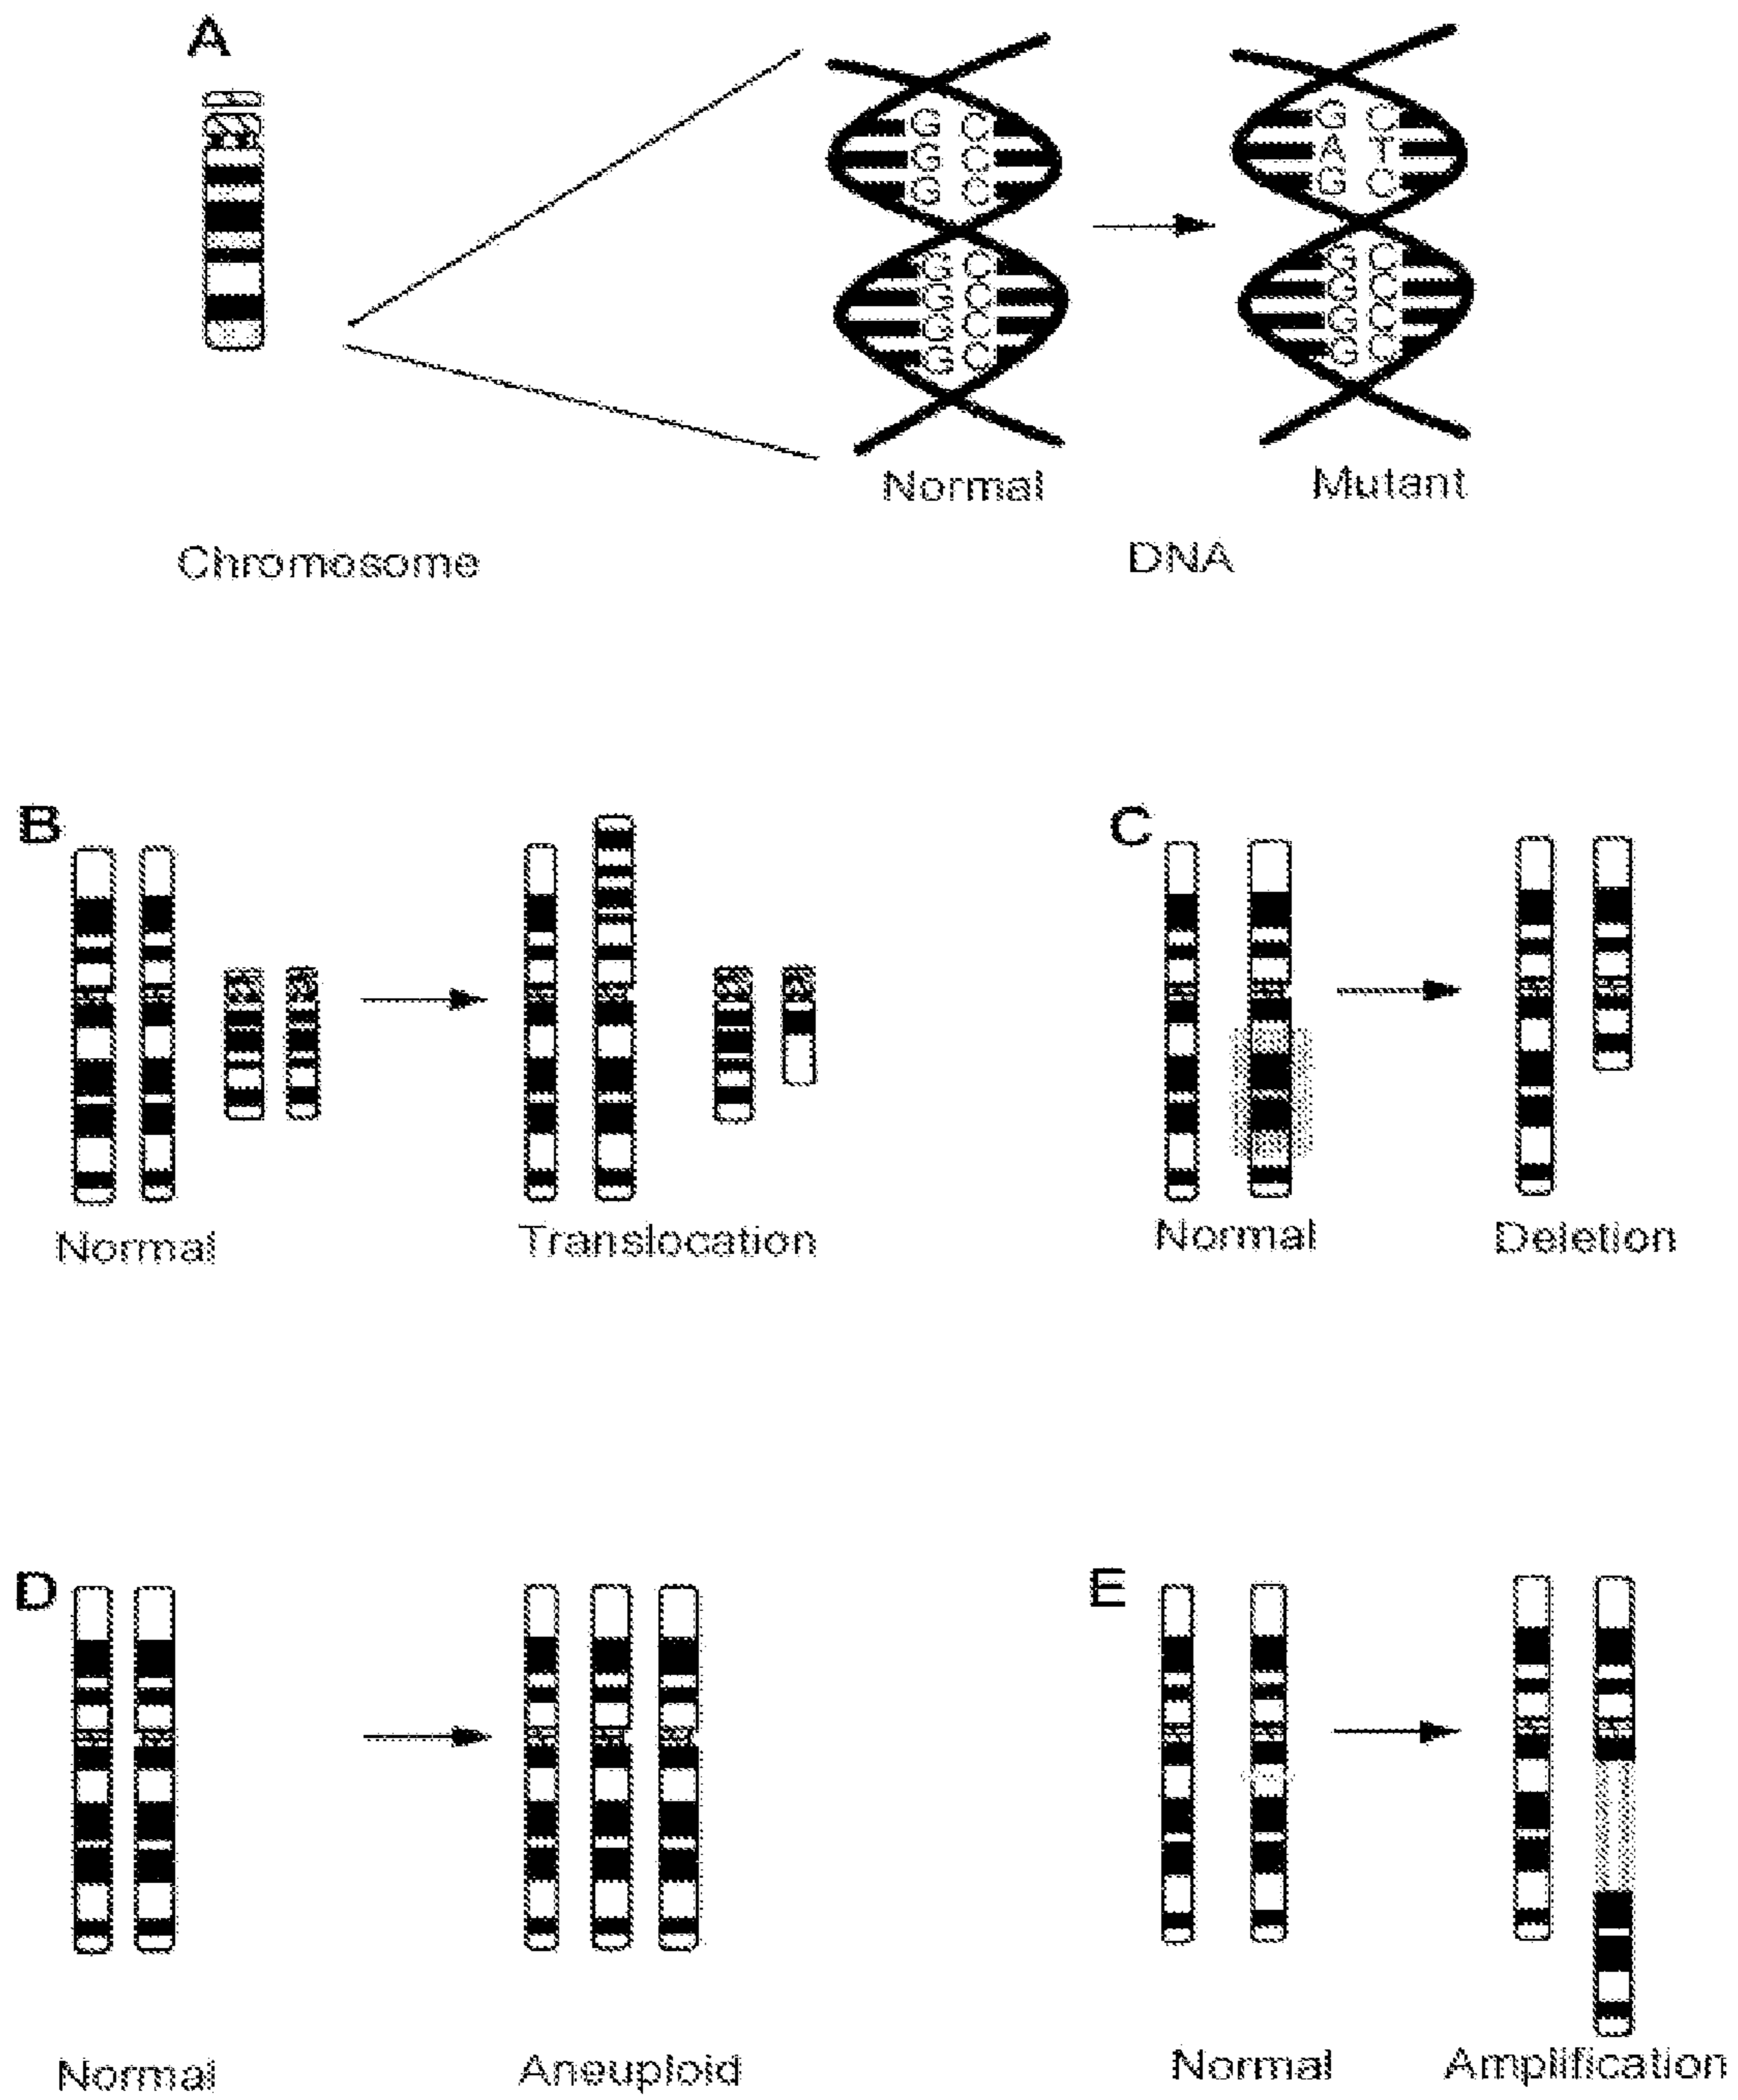 A
G C
G C
G C
G C
G C
G C
G C
G C
A T
G C
G C
G C
G C
G C
Normal
Mutant
Chromosome
DNA
B
C
Normal
Translocation
Normal
Deletion
D
E
Normal
Aneuploid
Normal
Amplification